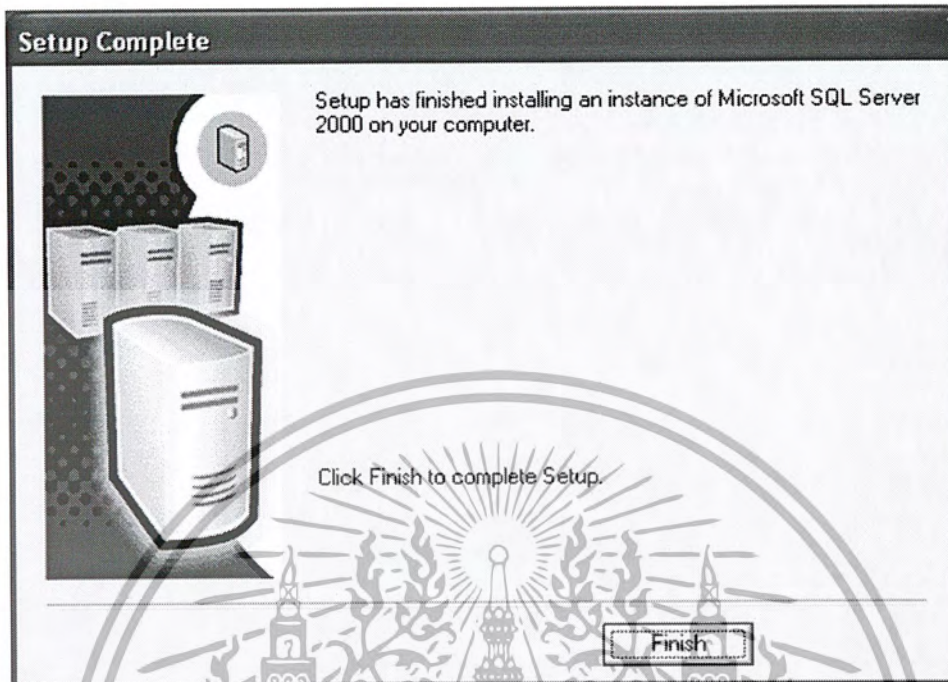 Setup Complete
Setup has finished installing an instance of Microsoft SQL Server
2000 on your computer.
Click Finish to complete Setup.
Finish